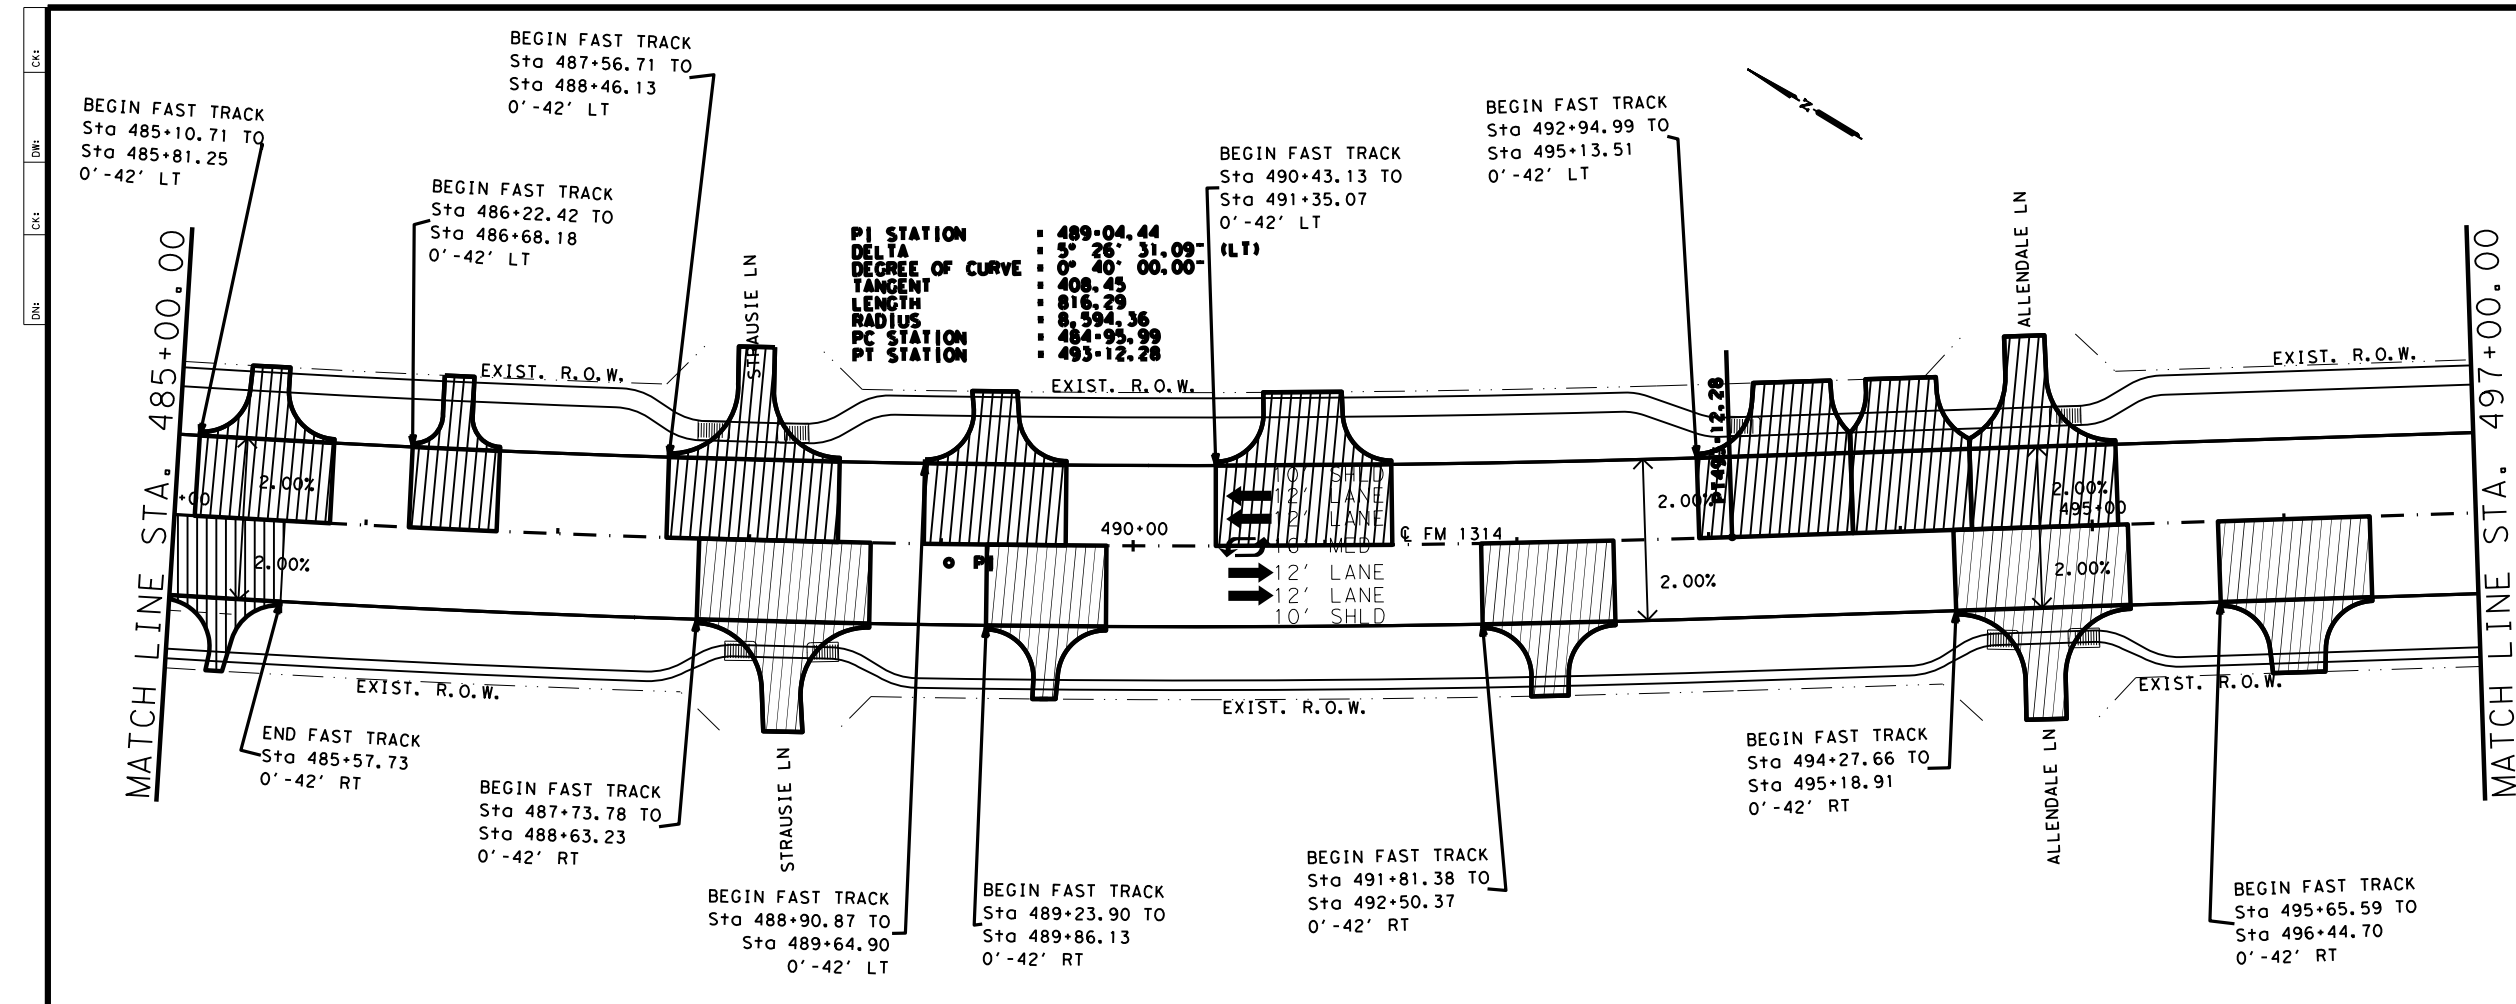 CK:
DW:
CK:
DN:
BEGIN FAST TRACK
Sta 485+10.71 TO
Sta 485+81.25
0'-42' LT
BEGIN FAST TRACK
Sta 487+56.71 TO
Sta 488+46.13
0'-42' LT
BEGIN FAST TRACK
Sta 486+22.42 TO
Sta 486+68.18
0'-42' LT
PI STATION : 489+04.44
DELTA : 5° 26' 31.09" (LT)
DEGREE OF CURVE : 0° 40' 00.00"
TANGENT : 408.45
LENGTH : 816.29
RADIUS : 8,594.36
PC STATION : 484+95.99
PT STATION : 493+12.28
BEGIN FAST TRACK
Sta 490+43.13 TO
Sta 491+35.07
0'-42' LT
BEGIN FAST TRACK
Sta 492+94.99 TO
Sta 495+13.51
0'-42' LT
N
MATCH LINE STA. 485+00.00
STRAUSIE LN
ALLENDALE LN
MATCH LINE STA. 497+00.00
EXIST. R.O.W.
EXIST. R.O.W.
EXIST. R.O.W.
PT 493+12.28
+00
2.00%
2.00%
490+00
PI
10' SHLD
12' LANE
12' LANE
16' MED
12' LANE
12' LANE
10' SHLD
℄ FM 1314
2.00%
2.00%
2.00%
495+00
2.00%
EXIST. R.O.W.
EXIST. R.O.W.
EXIST. R.O.W.
STRAUSIE LN
ALLENDALE LN
END FAST TRACK
Sta 485+57.73
0'-42' RT
BEGIN FAST TRACK
Sta 487+73.78 TO
Sta 488+63.23
0'-42' RT
BEGIN FAST TRACK
Sta 488+90.87 TO
Sta 489+64.90
0'-42' LT
BEGIN FAST TRACK
Sta 489+23.90 TO
Sta 489+86.13
0'-42' RT
BEGIN FAST TRACK
Sta 491+81.38 TO
Sta 492+50.37
0'-42' RT
BEGIN FAST TRACK
Sta 494+27.66 TO
Sta 495+18.91
0'-42' RT
BEGIN FAST TRACK
Sta 495+65.59 TO
Sta 496+44.70
0'-42' RT